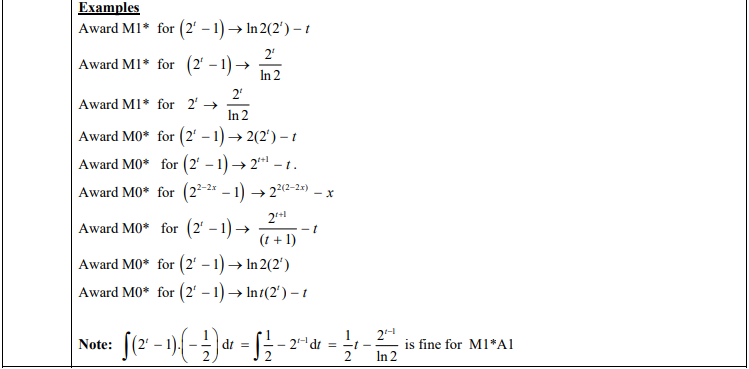 Examples
Award M1* for (2^t − 1) → ln 2(2^t) − t
Award M1* for (2^t − 1) → 2^t / ln 2
Award M1* for 2^t → 2^t / ln 2
Award M0* for (2^t − 1) → 2(2^t) − t
Award M0* for (2^t − 1) → 2^(t+1) − t.
Award M0* for (2^(2−2x) − 1) → 2^(2(2−2x)) − x
Award M0* for (2^t − 1) → 2^(t+1) / (t + 1) − t
Award M0* for (2^t − 1) → ln 2(2^t)
Award M0* for (2^t − 1) → ln t(2^t) − t
Note: ∫(2^t − 1).(−1/2) dt = ∫ 1/2 − 2^(t−1) dt = 1/2 t − 2^(t−1) / ln 2 is fine for M1*A1